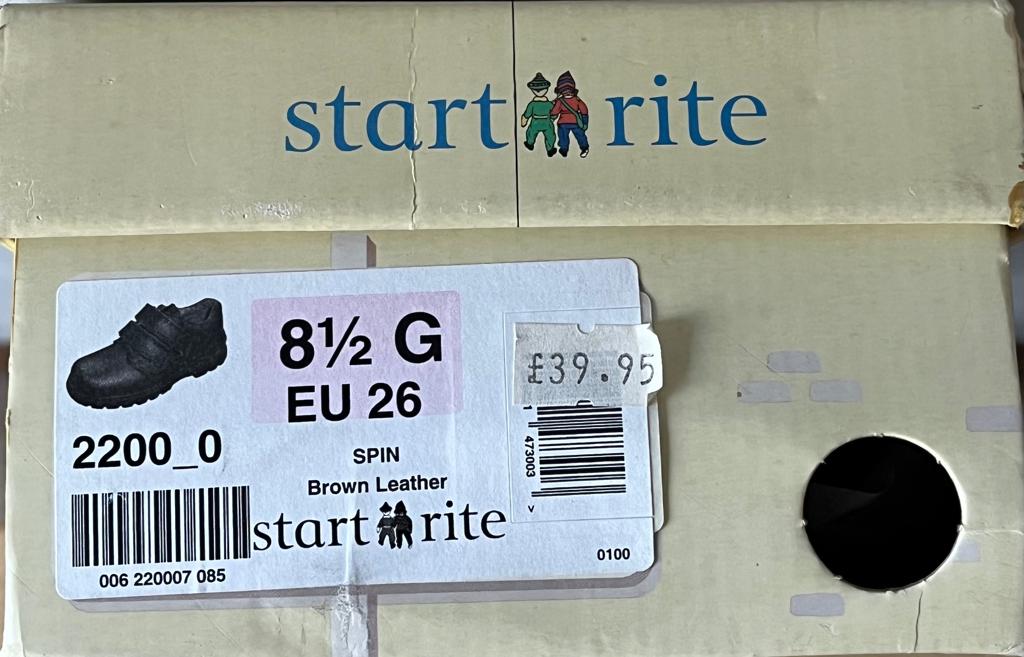 start rite
8½ G
EU 26
£39.95
2200_0
SPIN
Brown Leather
start rite
006 220007 085
0100
1 473003 >